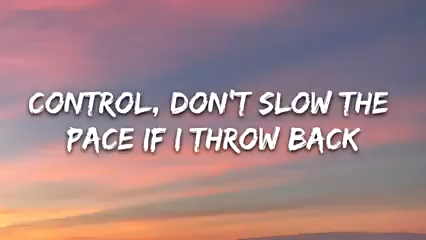 CONTROL, DON'T SLOW THE
PACE IF I THROW BACK